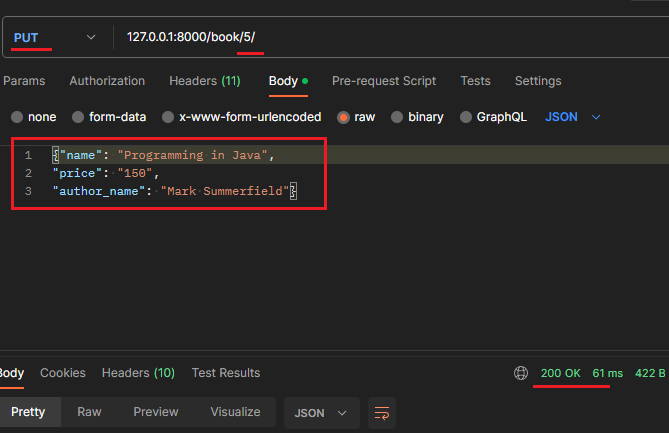 PUT 127.0.0.1:8000/book/5/
Params Authorization Headers (11) Body Pre-request Script Tests Settings
none form-data x-www-form-urlencoded raw binary GraphQL JSON
1 {"name": "Programming in Java",
2 "price": "150",
3 "author_name": "Mark Summerfield"}
Body Cookies Headers (10) Test Results 200 OK 61 ms 422 B
Pretty Raw Preview Visualize JSON